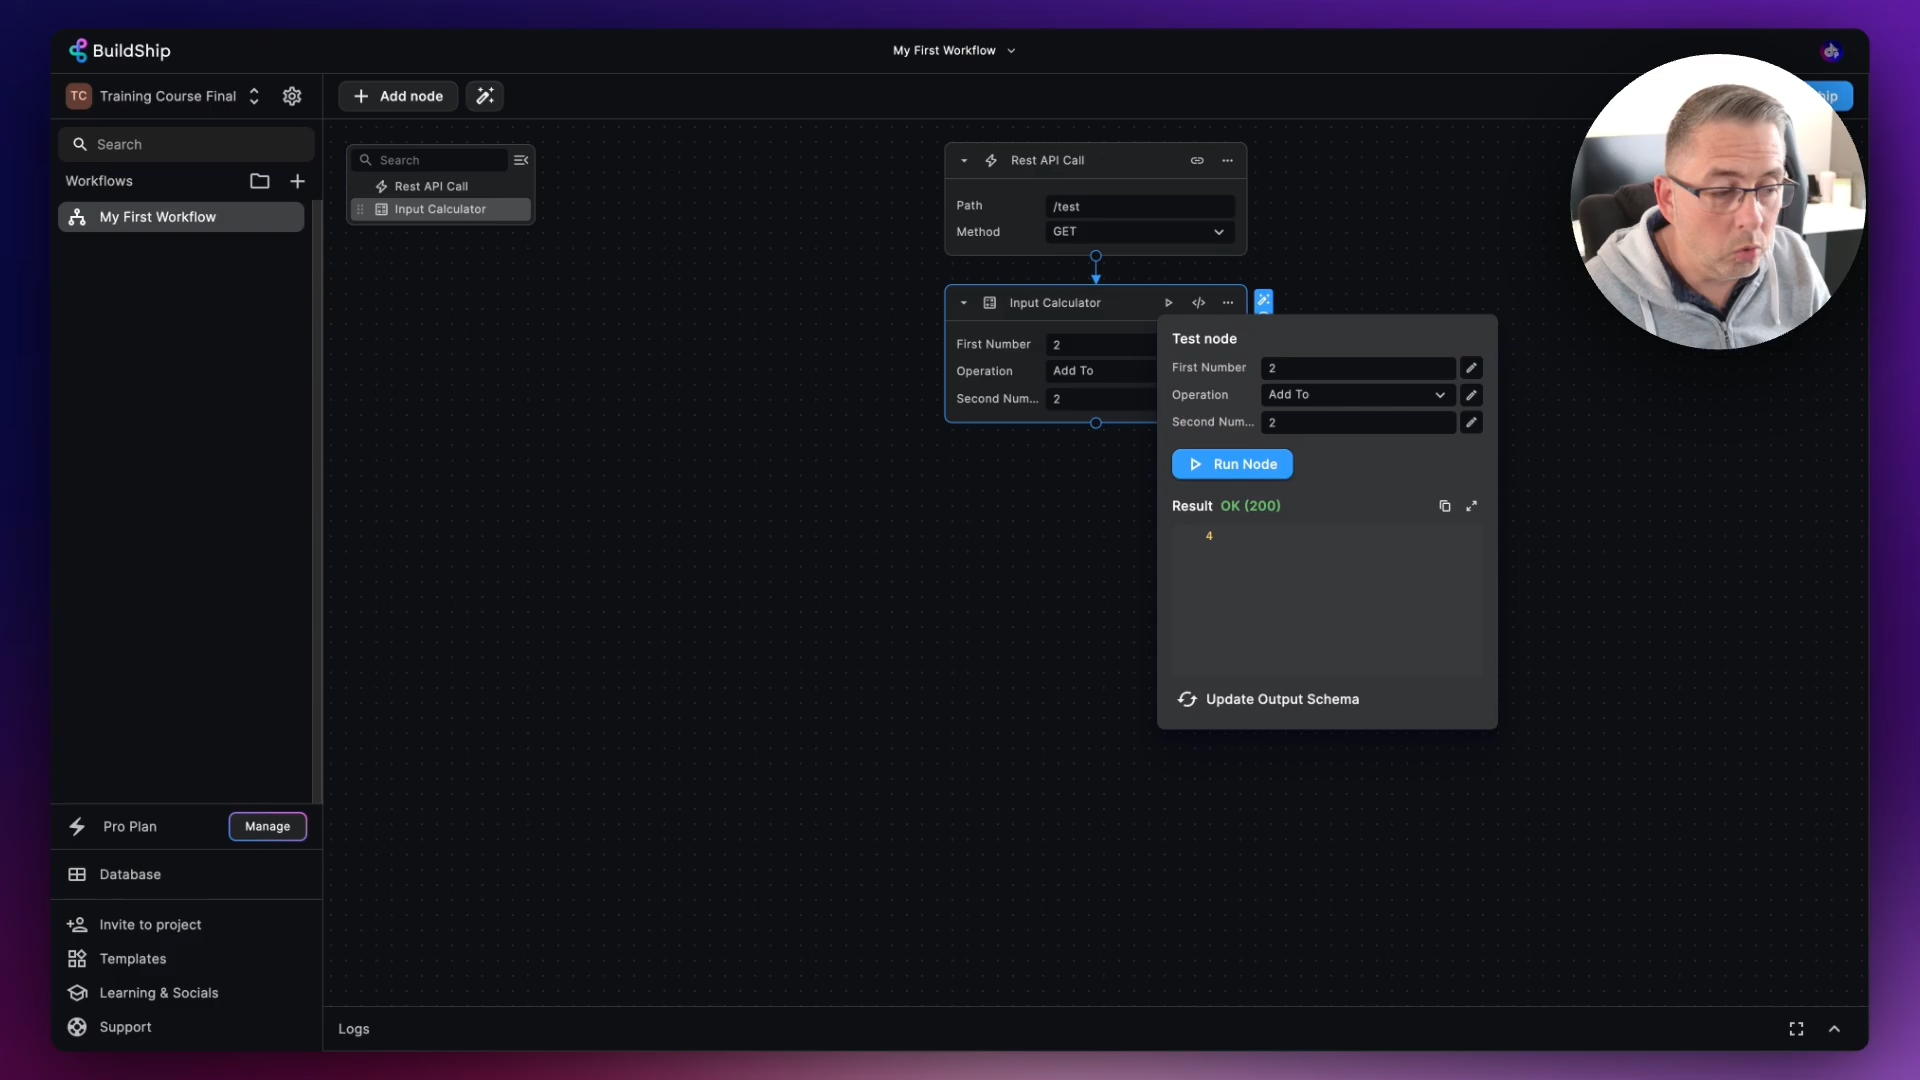 BuildShip
My First Workflow
TC Training Course Final
Add node
Search
Workflows
My First Workflow
Search
Rest API Call
Input Calculator
Rest API Call
Path /test
Method GET
Input Calculator
First Number 2
Operation Add To
Second Num... 2
Test node
First Number 2
Operation Add To
Second Num... 2
Run Node
Result OK (200)
4
Update Output Schema
Pro Plan Manage
Database
Invite to project
Templates
Learning & Socials
Support
Logs